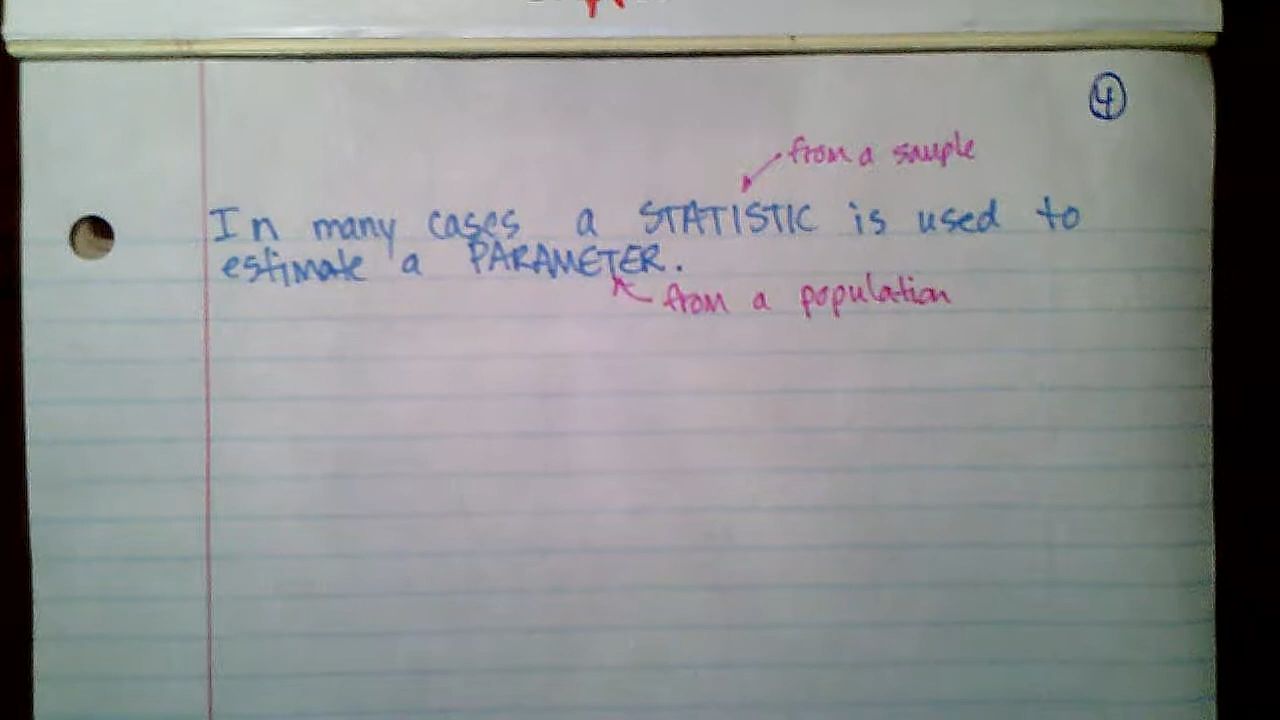 4
from a sample
In many cases a STATISTIC is used to
estimate a PARAMETER.
from a population